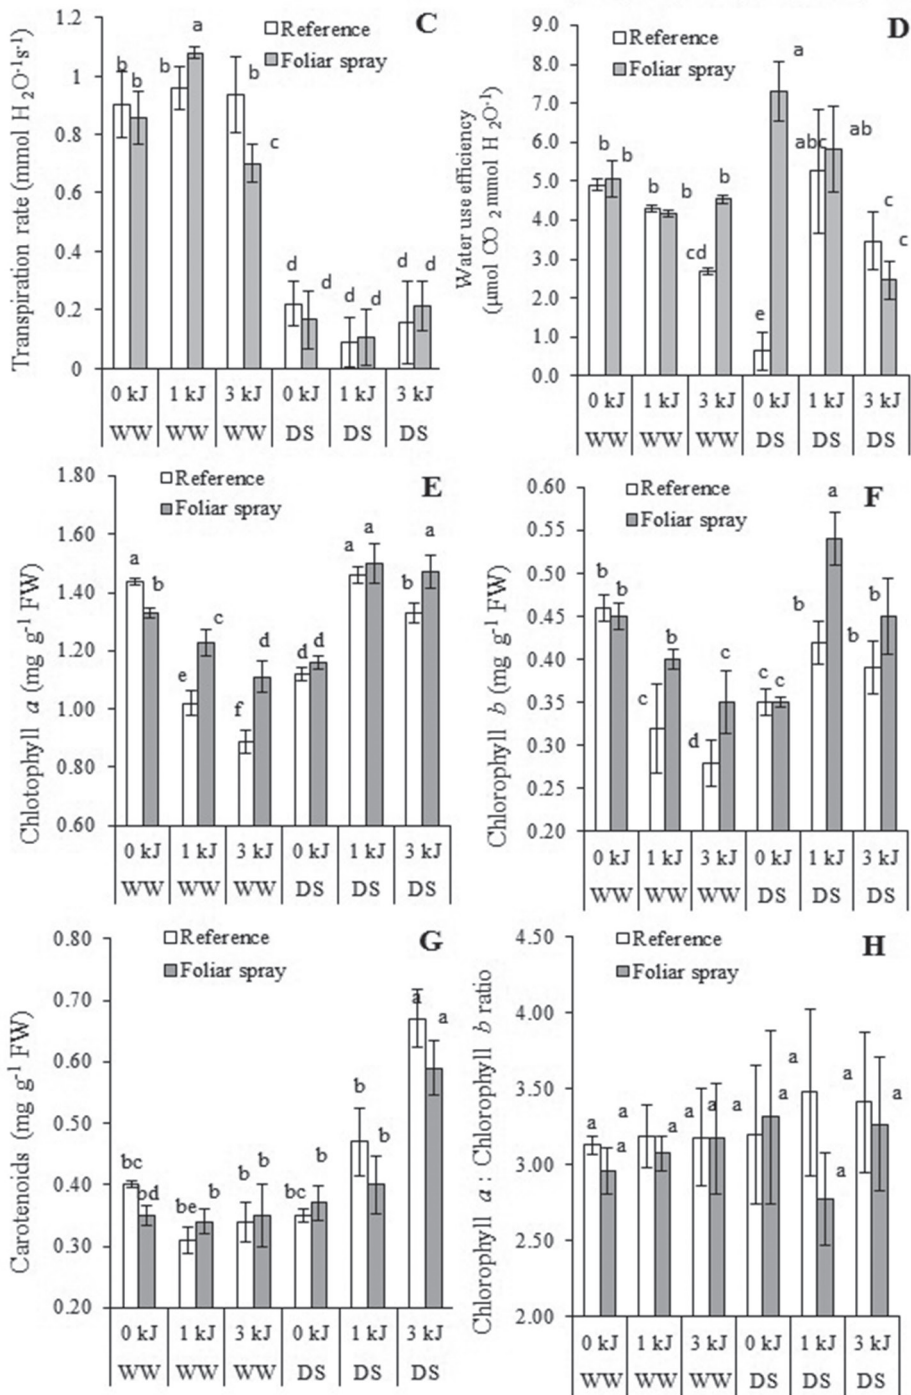 C
Reference
Foliar spray
Transpiration rate (mmol H2O-1s-1)
1.2
1
0.8
0.6
0.4
0.2
0
b b b a b c d d d d d d
0 kJ 1 kJ 3 kJ 0 kJ 1 kJ 3 kJ
WW WW WW DS DS DS
D
Reference
Foliar spray
Water use efficiency
(µmol CO2 mmol H2O-1)
9.0
8.0
7.0
6.0
5.0
4.0
3.0
2.0
1.0
0.0
b b b b cd b e a abc ab c c
0 kJ 1 kJ 3 kJ 0 kJ 1 kJ 3 kJ
WW WW WW DS DS DS
E
Reference
Foliar spray
Chlotophyll a (mg g-1 FW)
1.80
1.60
1.40
1.20
1.00
0.80
0.60
a b e c f d d d a a b a
0 kJ 1 kJ 3 kJ 0 kJ 1 kJ 3 kJ
WW WW WW DS DS DS
F
Reference
Foliar spray
Chlorophyll b (mg g-1 FW)
0.60
0.55
0.50
0.45
0.40
0.35
0.30
0.25
0.20
b b c b d c c c b a b b
0 kJ 1 kJ 3 kJ 0 kJ 1 kJ 3 kJ
WW WW WW DS DS DS
G
Reference
Foliar spray
Carotenoids (mg g-1 FW)
0.80
0.70
0.60
0.50
0.40
0.30
0.20
bc bd be b b b bc b b b a a
0 kJ 1 kJ 3 kJ 0 kJ 1 kJ 3 kJ
WW WW WW DS DS DS
H
Reference
Foliar spray
Chlorophyll a : Chlorophyll b ratio
4.50
4.00
3.50
3.00
2.50
2.00
a a a a a a a a a a a a
0 kJ 1 kJ 3 kJ 0 kJ 1 kJ 3 kJ
WW WW WW DS DS DS